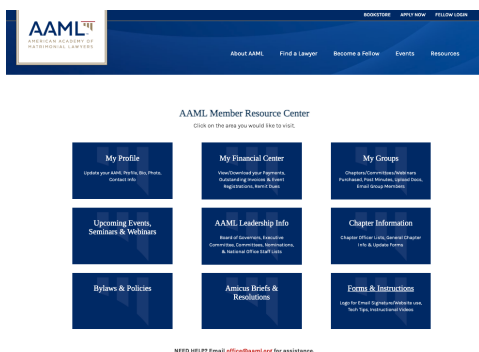 BOOKSTORE APPLY NOW FELLOW LOGIN
AAML
AMERICAN ACADEMY OF
MATRIMONIAL LAWYERS
About AAML Find a Lawyer Become a Fellow Events Resources
AAML Member Resource Center
Click on the area you would like to visit.
My Profile
Update your AAML Profile, Bio, Photo,
Contact Info
My Financial Center
View/Download your Payments,
Outstanding Invoices & Event
Registrations, Remit Dues
My Groups
Chapters/Committees/Webinars
Purchased, Post Minutes, Upload Docs,
Email Group Members
Upcoming Events,
Seminars & Webinars
AAML Leadership Info
Board of Governors, Executive
Committee, Committees, Nominations,
& National Office Staff Lists
Chapter Information
Chapter Officer Lists, General Chapter
Info & Update Forms
Bylaws & Policies
Amicus Briefs &
Resolutions
Forms & Instructions
Logo for Email Signature/Website use,
Tech Tips, Instructional Videos
NEED HELP? Email office@aaml.org for assistance